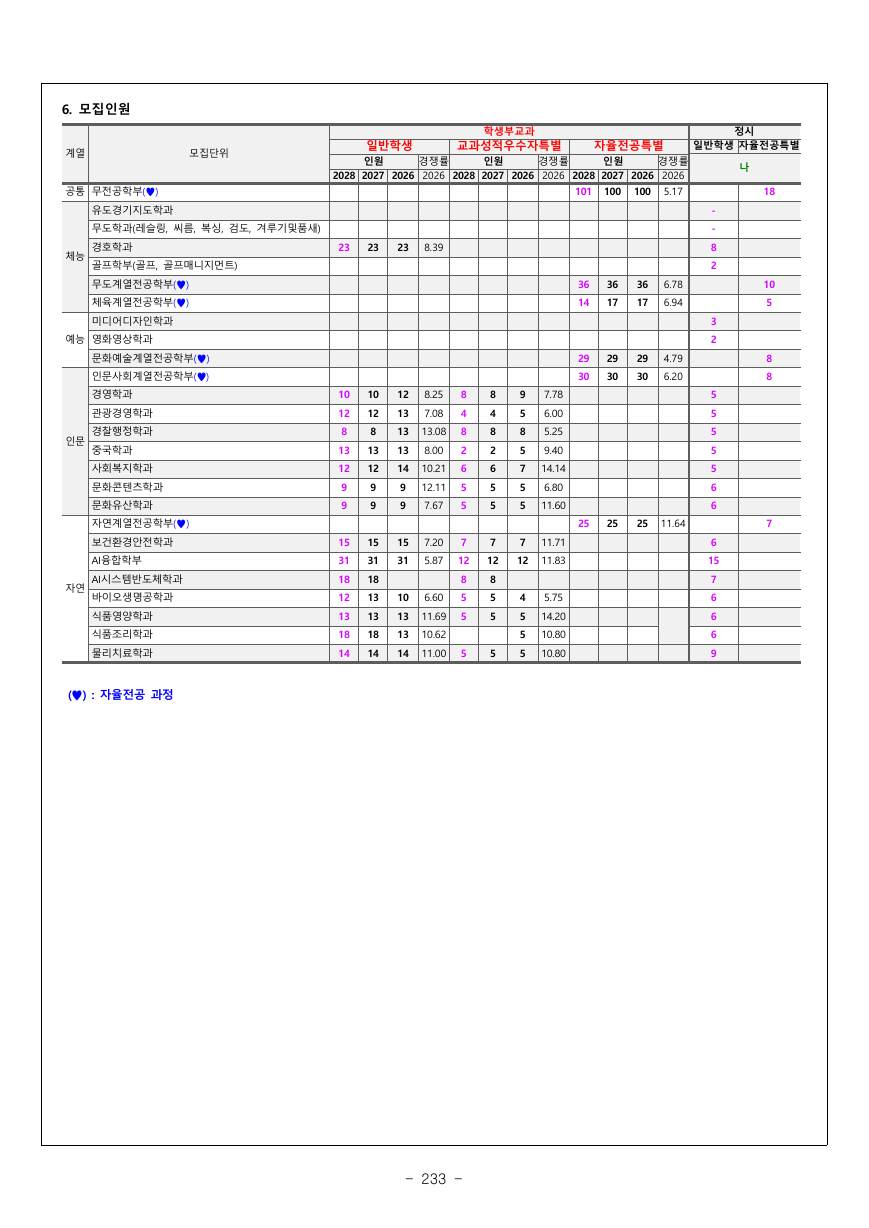 6. 모집인원
계열 모집단위 학생부교과 정시
일반학생 교과성적우수자특별 자율전공특별 일반학생 자율전공특별
인원 경쟁률 인원 경쟁률 인원 경쟁률 나
2028 2027 2026 2026 2028 2027 2026 2026 2028 2027 2026 2026
공통 무전공학부(♥) 101 100 100 5.17 18
체능 유도경기지도학과 -
무도학과(레슬링, 씨름, 복싱, 검도, 겨루기및품새) -
경호학과 23 23 23 8.39 8
골프학부(골프, 골프매니지먼트) 2
무도계열전공학부(♥) 36 36 36 6.78 10
체육계열전공학부(♥) 14 17 17 6.94 5
예능 미디어디자인학과 3
영화영상학과 2
문화예술계열전공학부(♥) 29 29 29 4.79 8
인문 인문사회계열전공학부(♥) 30 30 30 6.20 8
경영학과 10 10 12 8.25 8 8 9 7.78 5
관광경영학과 12 12 13 7.08 4 4 5 6.00 5
경찰행정학과 8 8 13 13.08 8 8 8 5.25 5
중국학과 13 13 13 8.00 2 2 5 9.40 5
사회복지학과 12 12 14 10.21 6 6 7 14.14 5
문화콘텐츠학과 9 9 9 12.11 5 5 5 6.80 6
문화유산학과 9 9 9 7.67 5 5 5 11.60 6
자연 자연계열전공학부(♥) 25 25 25 11.64 7
보건환경안전학과 15 15 15 7.20 7 7 7 11.71 6
AI융합학부 31 31 31 5.87 12 12 12 11.83 15
AI시스템반도체학과 18 18 8 8 7
바이오생명공학과 12 13 10 6.60 5 5 4 5.75 6
식품영양학과 13 13 13 11.69 5 5 5 14.20 6
식품조리학과 18 18 13 10.62 5 10.80 6
물리치료학과 14 14 14 11.00 5 5 5 10.80 9
(♥) : 자율전공 과정
- 233 -